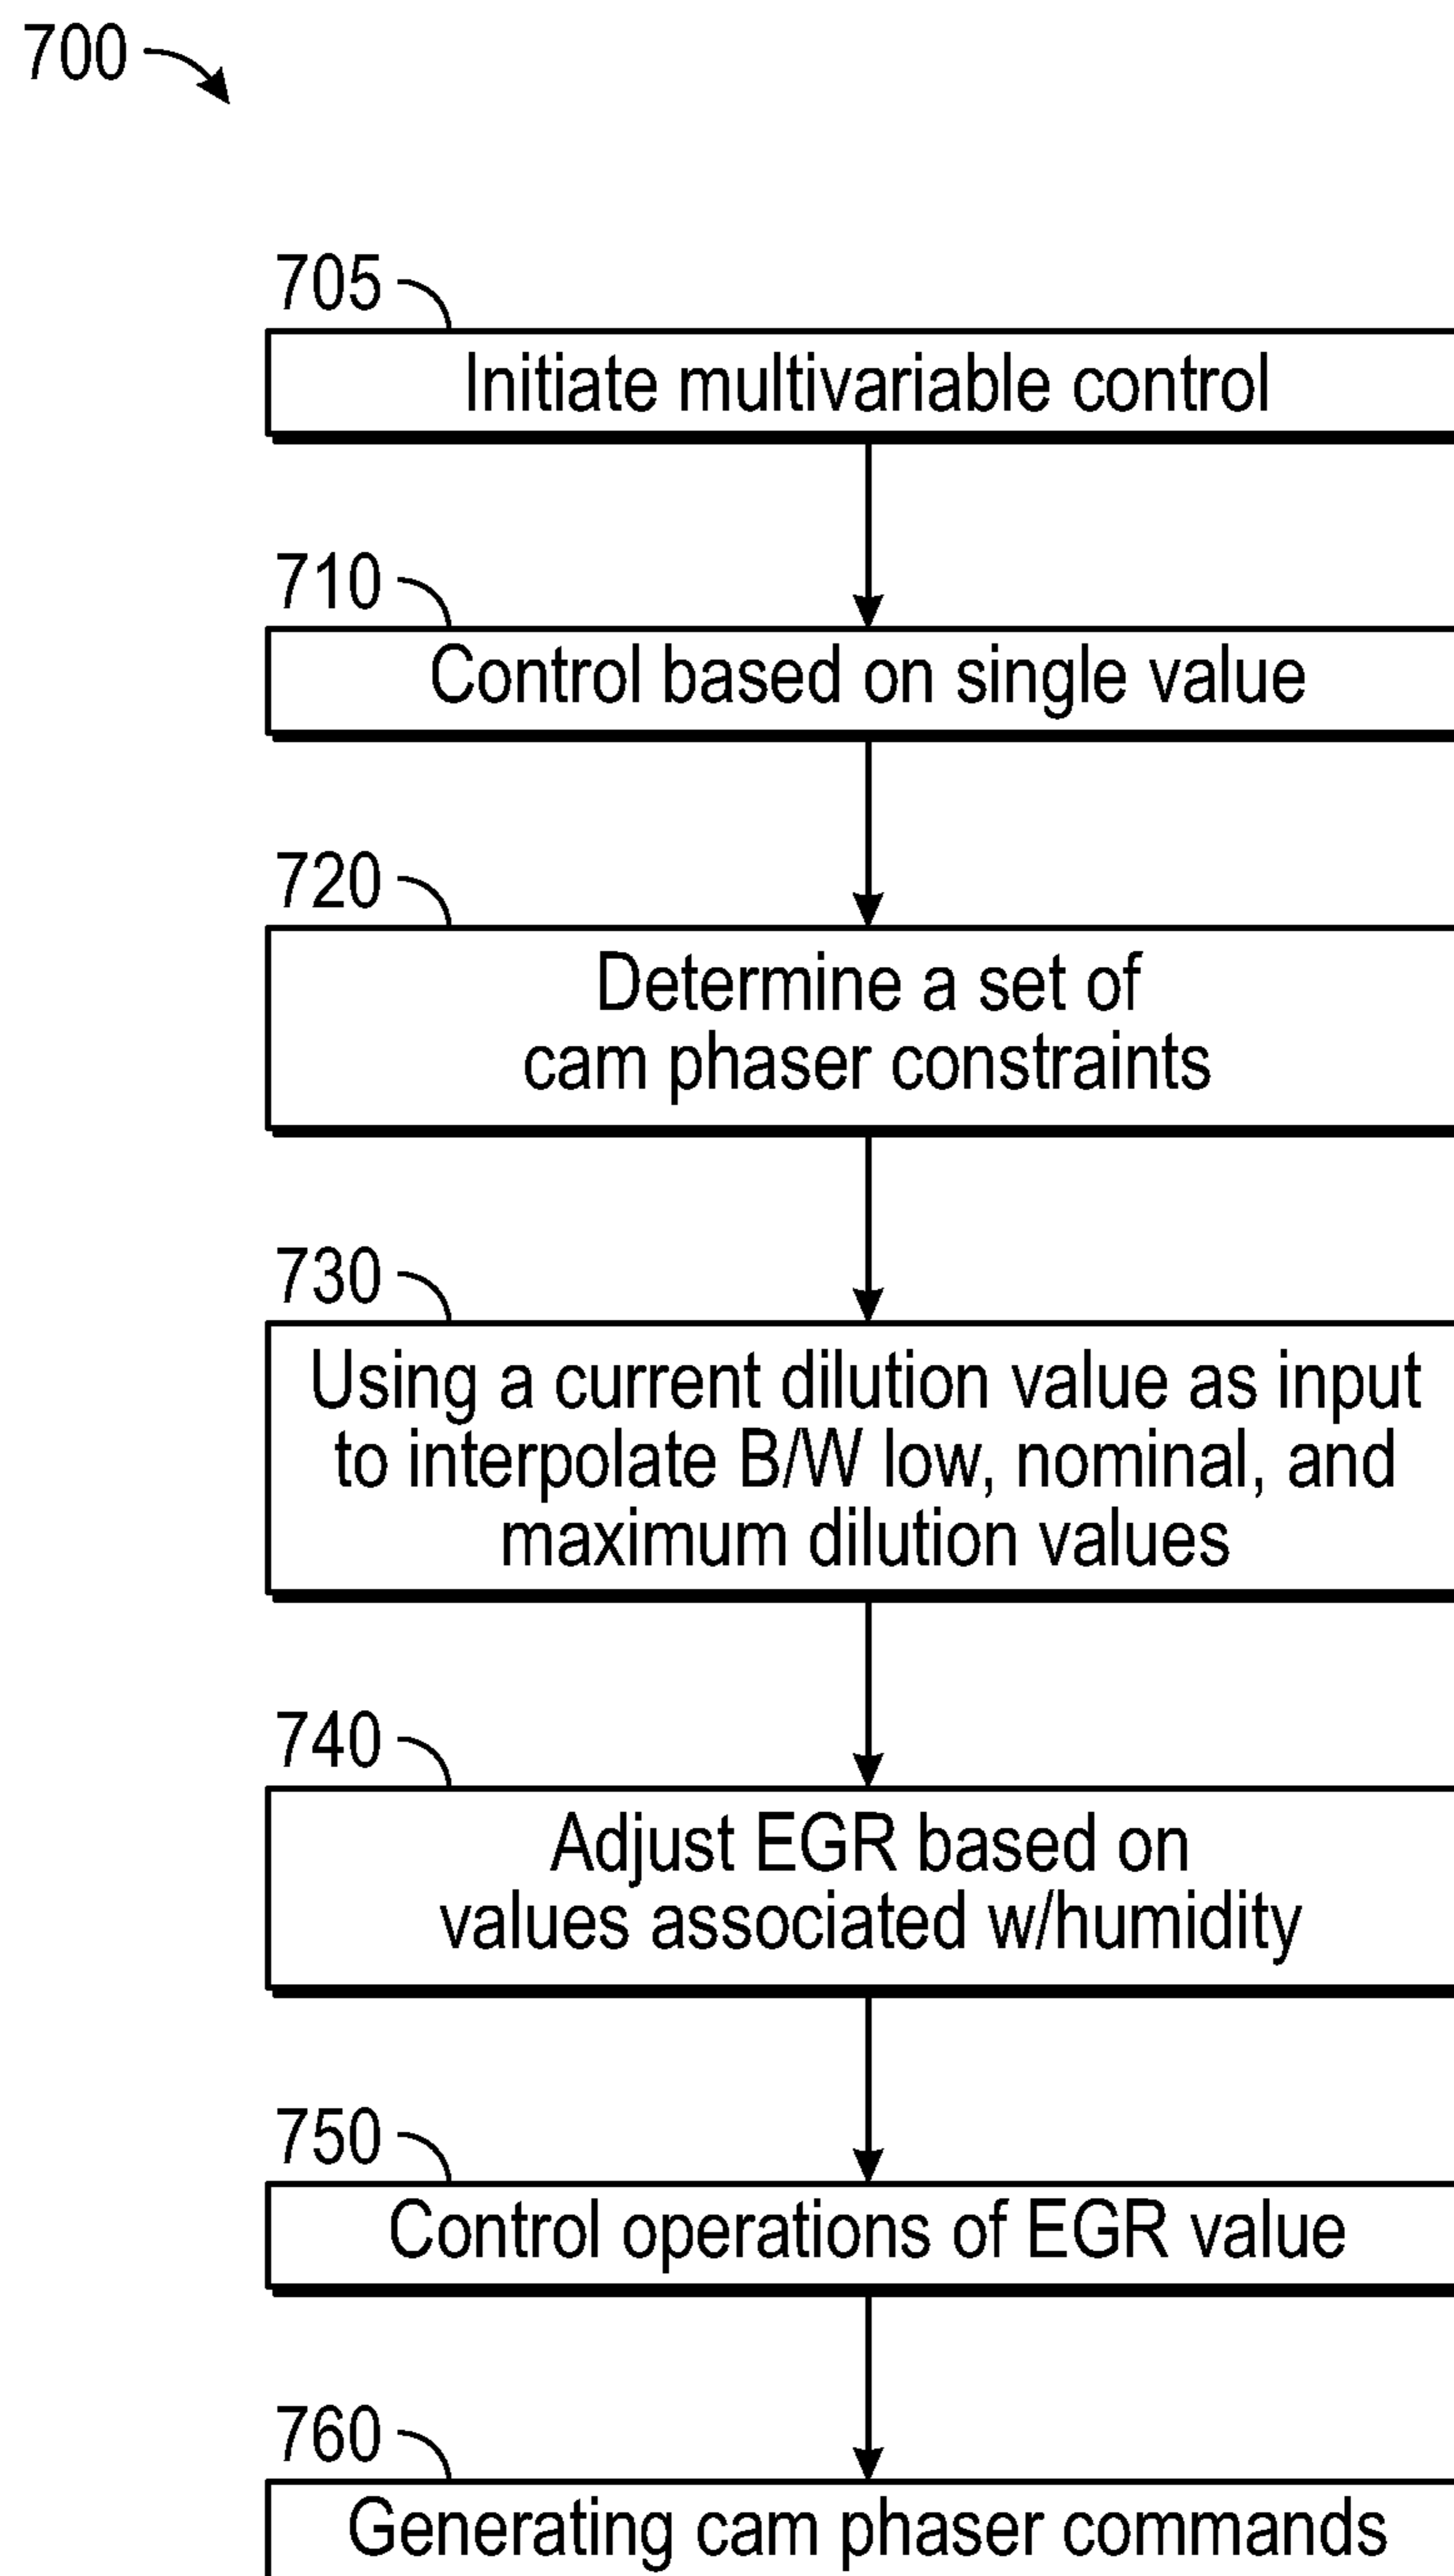 700
705
Initiate multivariable control
710
Control based on single value
720
Determine a set of
cam phaser constraints
730
Using a current dilution value as input
to interpolate B/W low, nominal, and
maximum dilution values
740
Adjust EGR based on
values associated w/humidity
750
Control operations of EGR value
760
Generating cam phaser commands